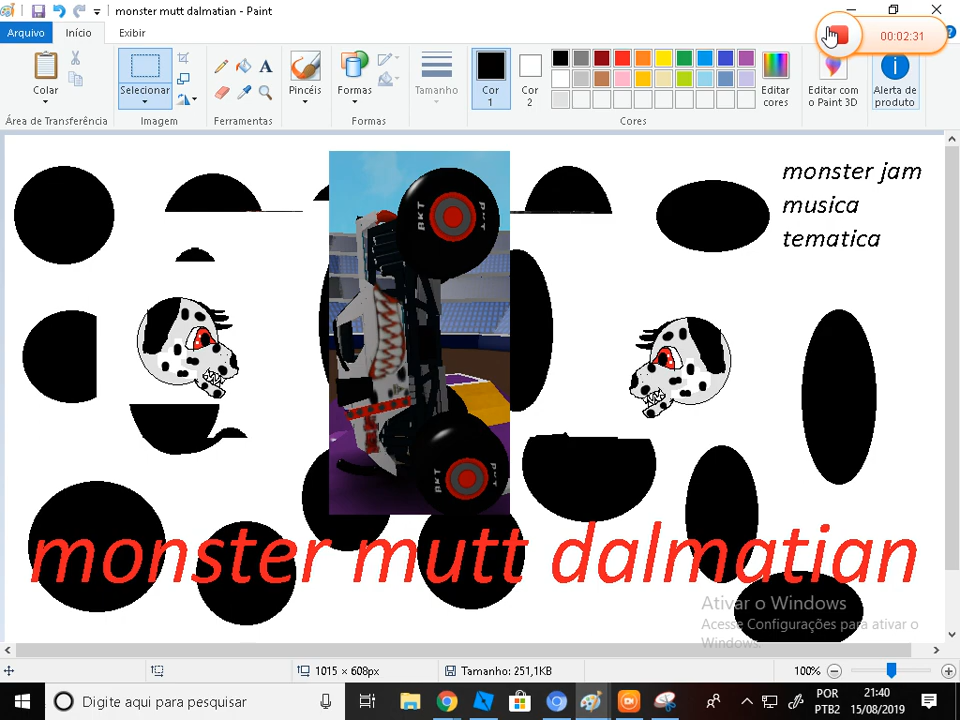 monster mutt dalmatian - Paint
00:02:31
Arquivo
Início
Exibir
Colar
Selecionar
Pincéis
Formas
Tamanho
Cor 1
Cor 2
Editar cores
Editar com o Paint 3D
Alerta de produto
Área de Transferência
Imagem
Ferramentas
Formas
Cores
monster jam
musica
tematica
BKT
BKT
BKT
monster mutt dalmatian
Ativar o Windows
Acesse Configurações para ativar o
Windows.
1015 × 608px
Tamanho: 251,1KB
100%
Digite aqui para pesquisar
POR
PTB2
21:40
15/08/2019